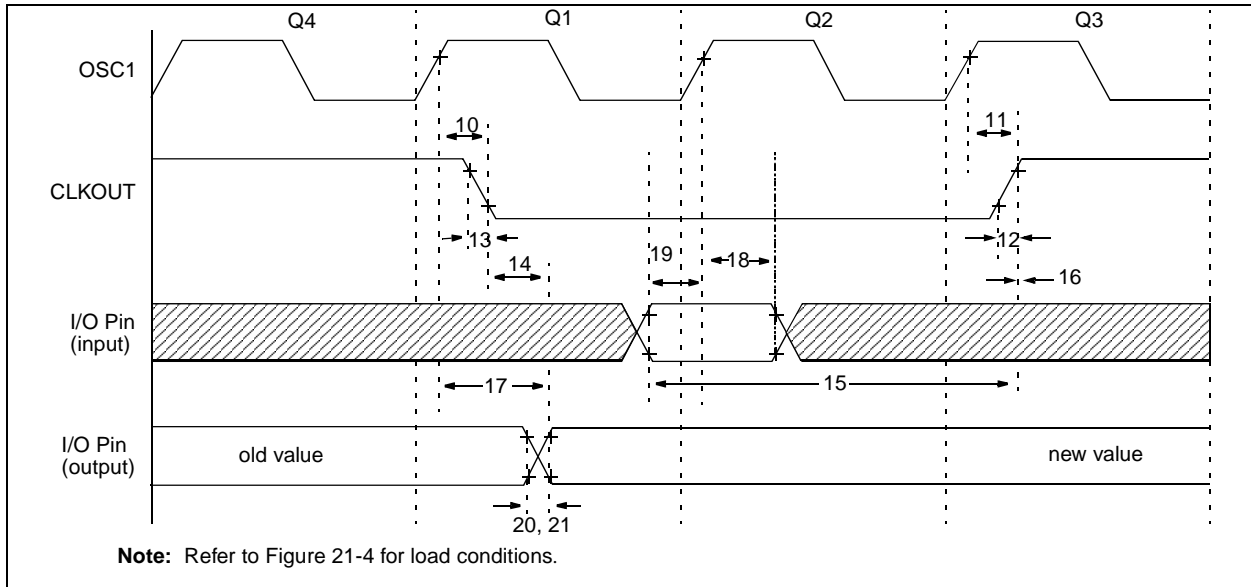 Q4 Q1 Q2 Q3
OSC1
10 11
CLKOUT
13 12
14 19 18 16
I/O Pin
(input)
17 15
I/O Pin
(output)
old value new value
20, 21
Note: Refer to Figure 21-4 for load conditions.